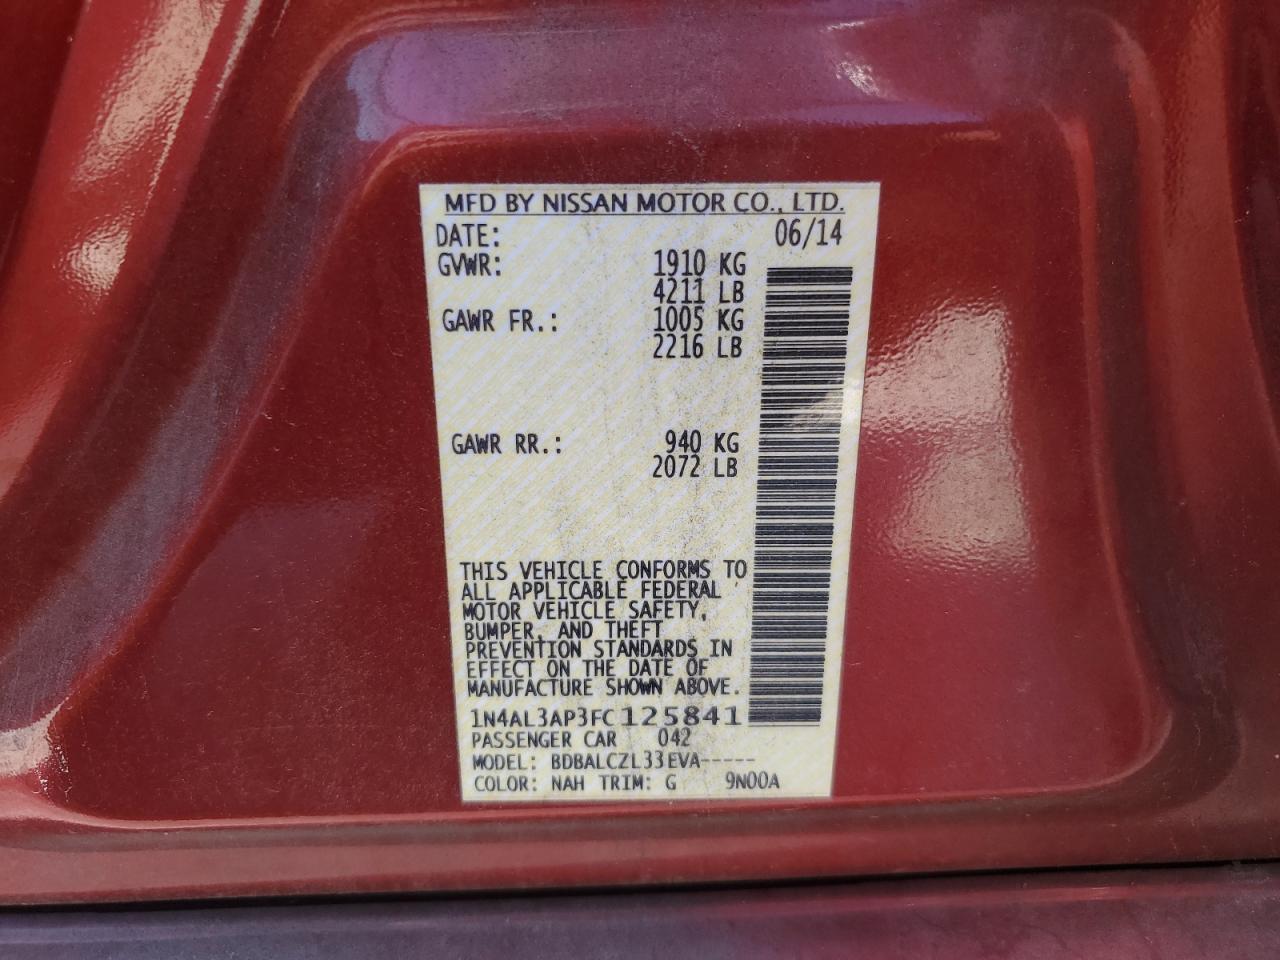 MFD BY NISSAN MOTOR CO., LTD.
DATE: 06/14
GVWR: 1910 KG
4211 LB
GAWR FR.: 1005 KG
2216 LB
GAWR RR.: 940 KG
2072 LB
THIS VEHICLE CONFORMS TO
ALL APPLICABLE FEDERAL
MOTOR VEHICLE SAFETY,
BUMPER, AND THEFT
PREVENTION STANDARDS IN
EFFECT ON THE DATE OF
MANUFACTURE SHOWN ABOVE.
1N4AL3AP3FC125841
PASSENGER CAR 042
MODEL: BDBALCZL33EVA-----
COLOR: NAH TRIM: G 9N00A